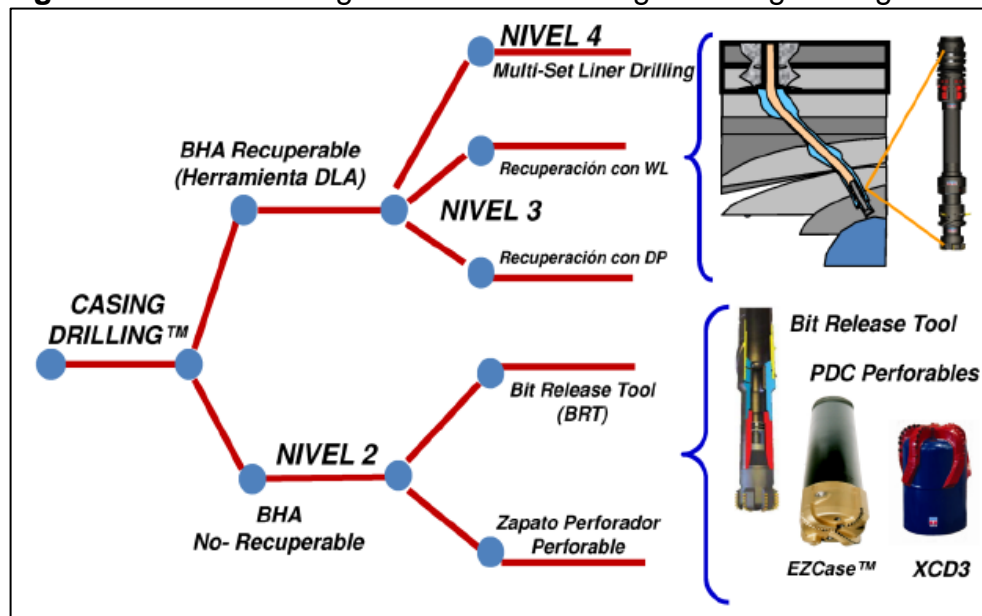 NIVEL 4
Multi-Set Liner Drilling
BHA Recuperable
(Herramienta DLA)
Recuperación con WL
NIVEL 3
Recuperación con DP
CASING
DRILLING™
Bit Release Tool
(BRT)
NIVEL 2
BHA
No- Recuperable
Zapato Perforador
Perforable
Bit Release Tool
PDC Perforables
EZCase™
XCD3